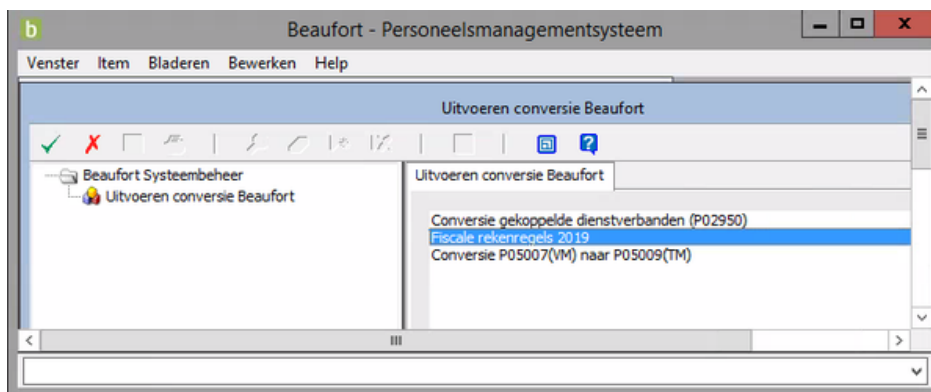 b
Beaufort - Personeelsmanagementsysteem
Venster Item Bladeren Bewerken Help
Uitvoeren conversie Beaufort
Beaufort Systeembeheer
Uitvoeren conversie Beaufort
Uitvoeren conversie Beaufort
Conversie gekoppelde dienstverbanden (P02950)
Fiscale rekenregels 2019
Conversie P05007(VM) naar P05009(TM)